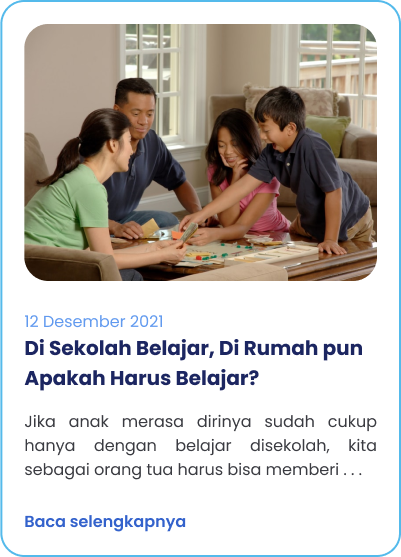 12 Desember 2021
Di Sekolah Belajar, Di Rumah pun
Apakah Harus Belajar?
Jika anak merasa dirinya sudah cukup
hanya dengan belajar disekolah, kita
sebagai orang tua harus bisa memberi . . .
Baca selengkapnya